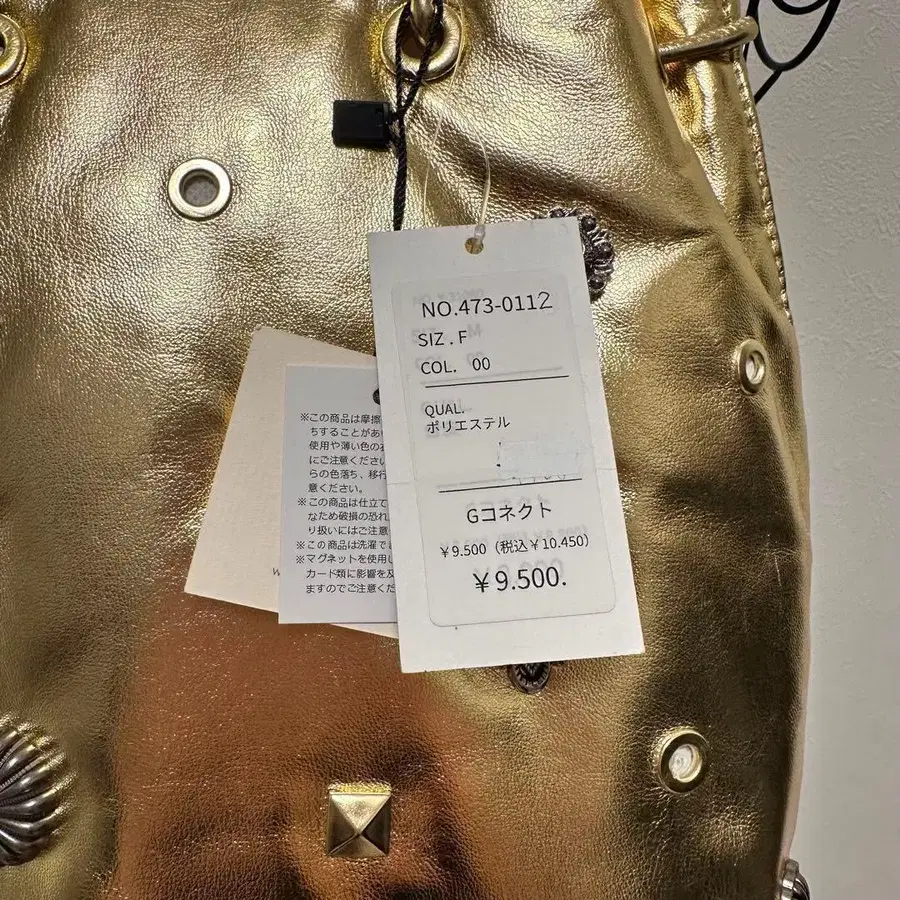 NO.473-0112
SIZ.F
COL. 00
QUAL.
ポリエステル
Gコネクト
￥9.500（税込￥10.450）
￥9.500.
※この商品は摩擦
ちすることがあ
使用や薄い色の
にご注意ください
らの色落ち、移行
意ください。
※この商品は仕立て
なため破損の恐れ
り扱いにはご注意
※この商品は洗濯でき
※マグネットを使用し
カード類に影響を及
ますのでご注意くだ
w